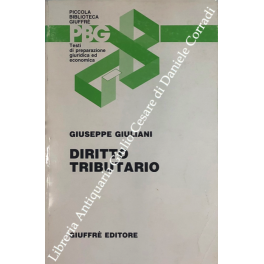 PICCOLA
BIBLIOTECA
GIUFFRÈ
PBG
Testi
di preparazione
giuridica ed
economica
GIUSEPPE GIULIANI
DIRITTO
TRIBUTARIO
GIUFFRÈ EDITORE
Libreria Antiquaria Giulio Cesare di Daniele Corradi